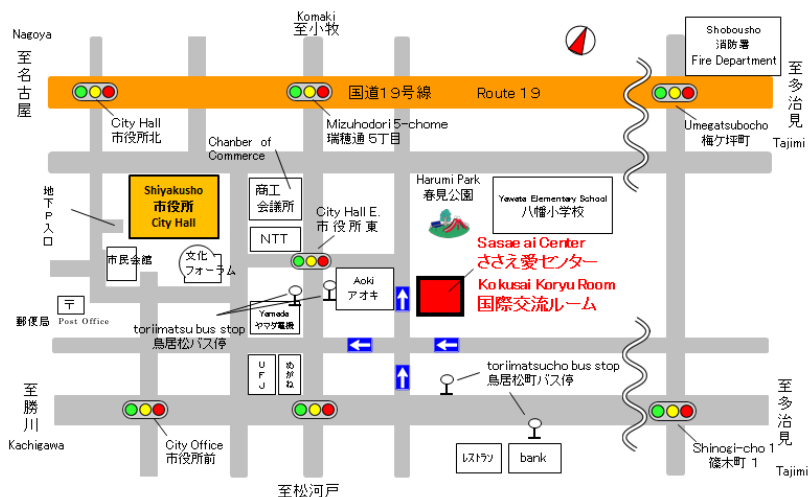 Nagoya
至名古屋
Komaki
至小牧
Shobousho
消防署
Fire Department
至多治見
Tajimi
国道19号線 Route 19
City Hall
市役所北
Mizuhodori 5-chome
瑞穂通5丁目
Umegatsubocho
梅ケ坪町
Chamber of
Commerce
地下P入口
Shiyakusho
市役所
City Hall
商工
会議所
NTT
City Hall E.
市役所東
Harumi Park
春見公園
Yawata Elementary School
八幡小学校
Sasae ai Center
ささえ愛センター
Kokusai Koryu Room
国際交流ルーム
市民会館
文化
フォーラム
Aoki
アオキ
〒
郵便局 Post Office
Yamada
ヤマダ電機
toriimatsu bus stop
鳥居松バス停
UFJ
めがね
toriimatsucho bus stop
鳥居松町バス停
至勝川
Kachigawa
City Office
市役所前
至松河戸
レストラン
bank
Shinogi-cho 1
篠木町1
至多治見
Tajimi